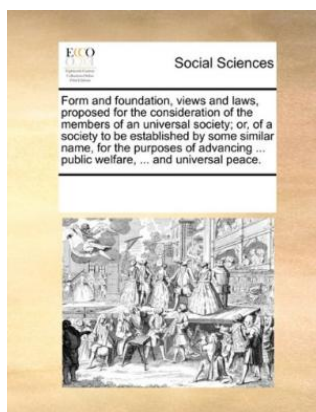 ECCO
Social Sciences
Form and foundation, views and laws,
proposed for the consideration of the
members of an universal society; or, of a
society to be established by some similar
name, for the purposes of advancing ...
public welfare, ... and universal peace.